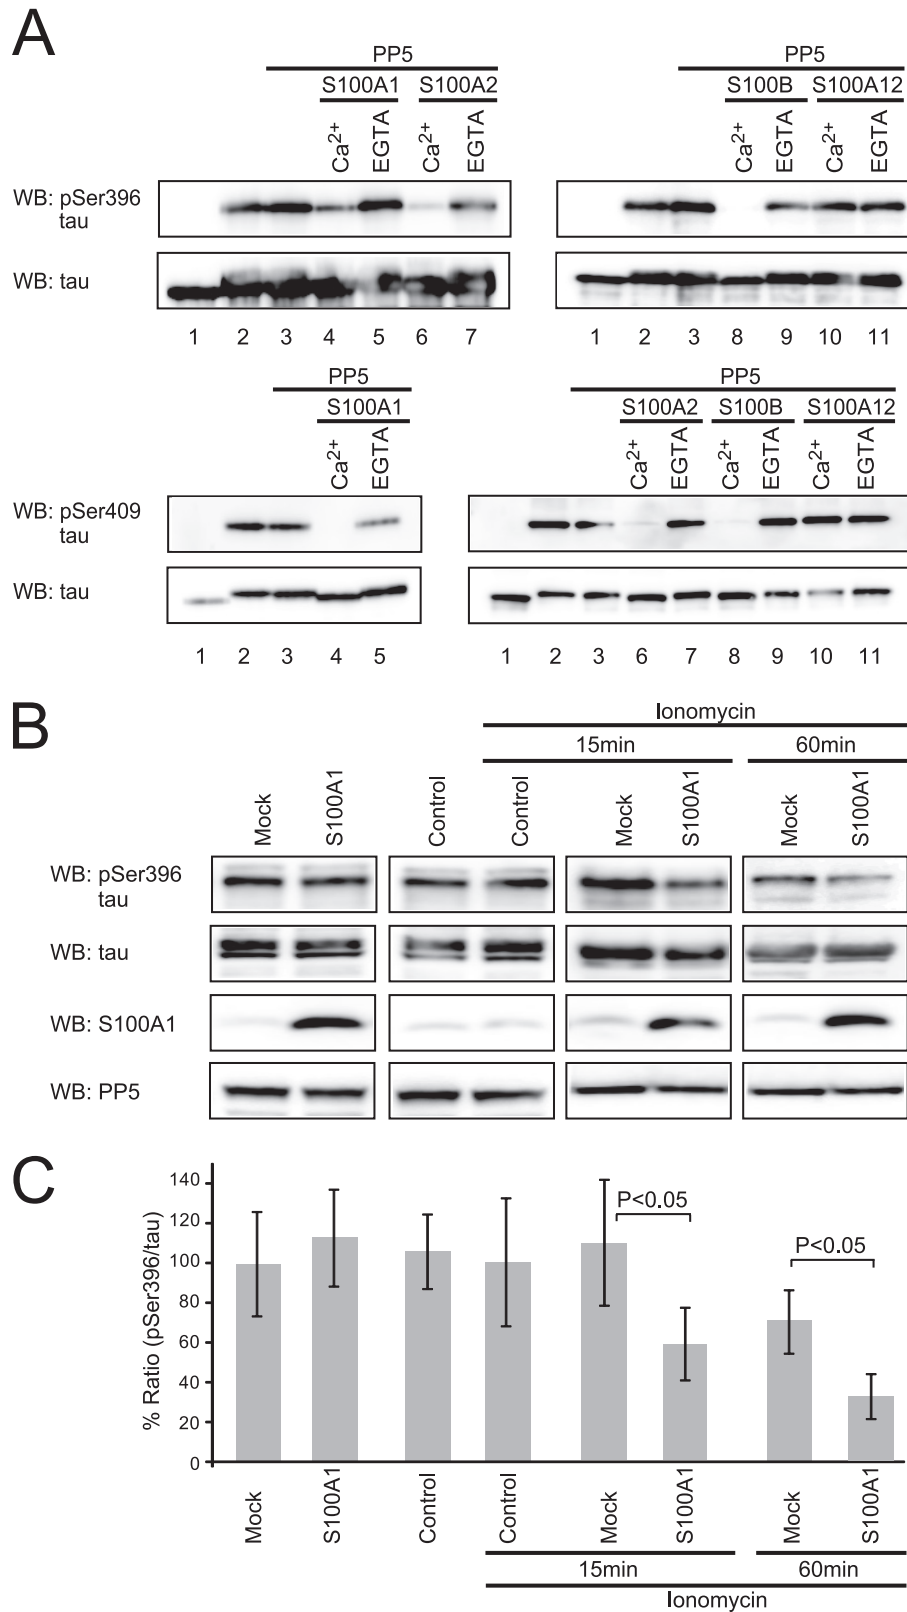 A
PP5
S100A1 S100A2
Ca2+ EGTA Ca2+ EGTA
PP5
S100B S100A12
Ca2+ EGTA Ca2+ EGTA
WB: pSer396
tau
WB: tau
1 2 3 4 5 6 7
1 2 3 8 9 10 11
PP5
S100A1
Ca2+ EGTA
PP5
S100A2 S100B S100A12
Ca2+ EGTA Ca2+ EGTA Ca2+ EGTA
WB: pSer409
tau
WB: tau
1 2 3 4 5
1 2 3 6 7 8 9 10 11
B
Ionomycin
15min 60min
Mock S100A1 Control Control Mock S100A1 Mock S100A1
WB: pSer396
tau
WB: tau
WB: S100A1
WB: PP5
C
% Ratio (pSer396/tau)
140
120
100
80
60
40
20
0
P<0.05
P<0.05
Mock S100A1 Control Control Mock S100A1 Mock S100A1
15min 60min
Ionomycin